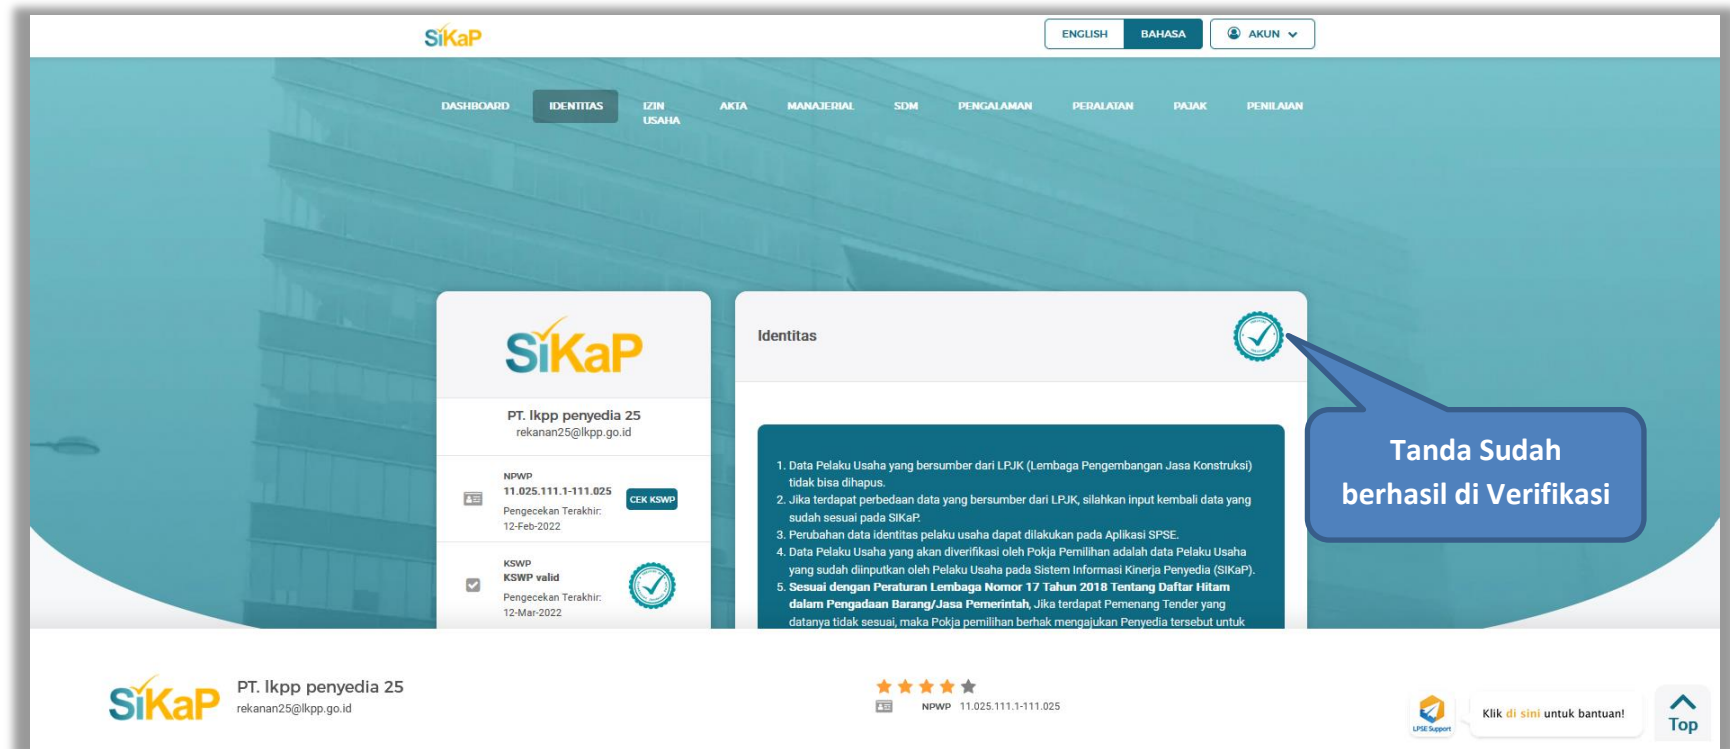 SiKaP
ENGLISH BAHASA AKUN
DASHBOARD IDENTITAS IZIN USAHA AKTA MANAJERIAL SDM PENGALAMAN PERALATAN PAJAK PENILAIAN
SiKaP
PT. lkpp penyedia 25
rekanan25@lkpp.go.id
NPWP
11.025.111.1-111.025
CEK KSWP
Pengecekan Terakhir:
12-Feb-2022
KSWP
KSWP valid
Pengecekan Terakhir:
12-Mar-2022
Identitas
1. Data Pelaku Usaha yang bersumber dari LPJK (Lembaga Pengembangan Jasa Konstruksi)
tidak bisa dihapus.
2. Jika terdapat perbedaan data yang bersumber dari LPJK, silahkan input kembali data yang
sudah sesuai pada SIKaP.
3. Perubahan data identitas pelaku usaha dapat dilakukan pada Aplikasi SPSE.
4. Data Pelaku Usaha yang akan diverifikasi oleh Pokja Pemilihan adalah data Pelaku Usaha
yang sudah diinputkan oleh Pelaku Usaha pada Sistem Informasi Kinerja Penyedia (SIKaP).
5. Sesuai dengan Peraturan Lembaga Nomor 17 Tahun 2018 Tentang Daftar Hitam
dalam Pengadaan Barang/Jasa Pemerintah, Jika terdapat Pemenang Tender yang
datanya tidak sesuai, maka Pokja pemilihan berhak mengajukan Penyedia tersebut untuk
Tanda Sudah
berhasil di Verifikasi
SiKaP
PT. lkpp penyedia 25
rekanan25@lkpp.go.id
NPWP 11.025.111.1-111.025
LPSE Support
Klik di sini untuk bantuan!
Top